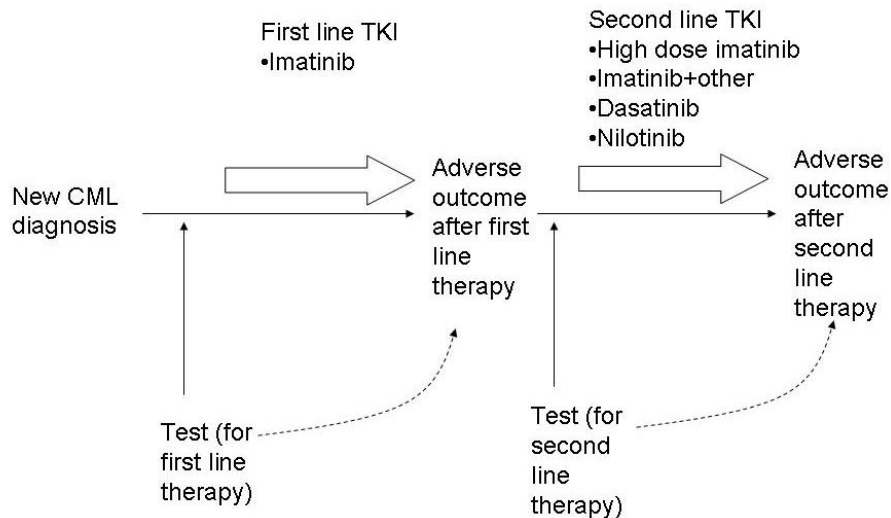 First line TKI
•Imatinib
Second line TKI
•High dose imatinib
•Imatinib+other
•Dasatinib
•Nilotinib
New CML
diagnosis
Adverse
outcome
after first
line
therapy
Adverse
outcome
after
second
line
therapy
Test (for
first line
therapy)
Test (for
second
line
therapy)